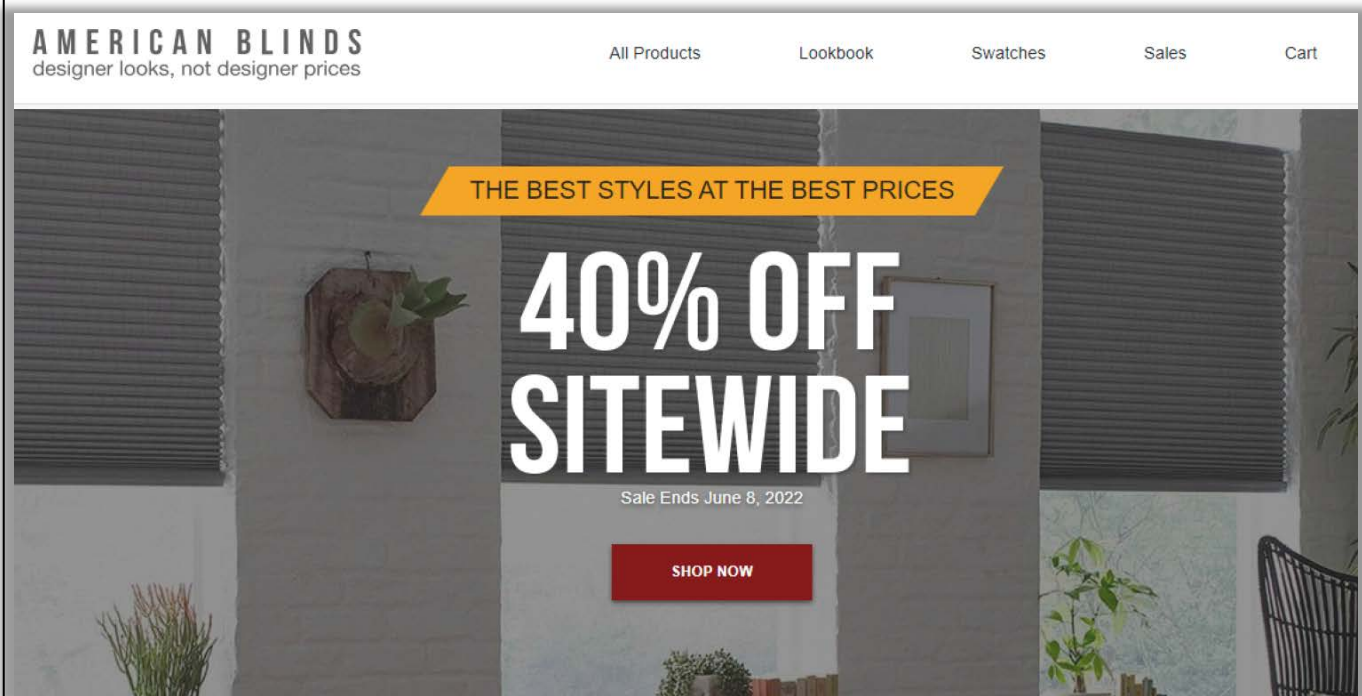 AMERICAN BLINDS
designer looks, not designer prices
All Products Lookbook Swatches Sales Cart
THE BEST STYLES AT THE BEST PRICES
40% OFF
SITEWIDE
Sale Ends June 8, 2022
SHOP NOW